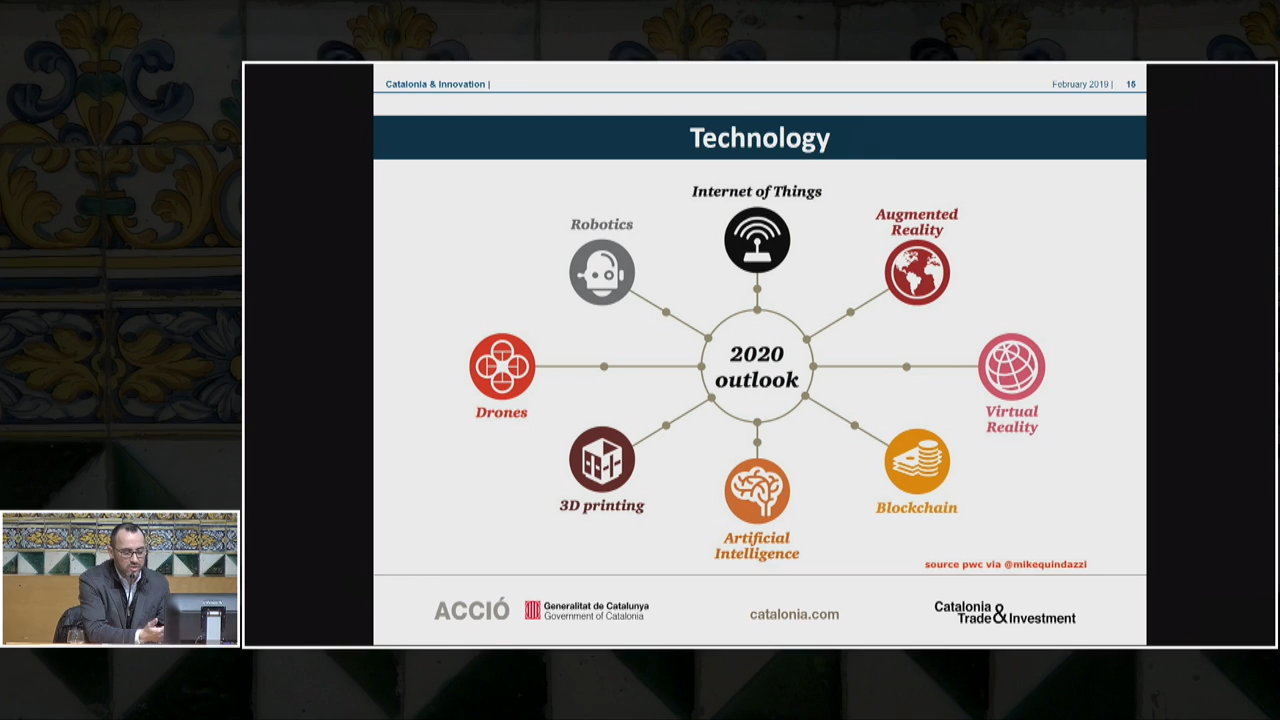 Catalonia & Innovation |
February 2019 | 15
Technology
Internet of Things
Robotics
Augmented
Reality
2020
outlook
Drones
Virtual
Reality
3D printing
Blockchain
Artificial
Intelligence
source pwc via @mikequindazzi
ACCIÓ
Generalitat de Catalunya
Government of Catalonia
catalonia.com
Catalonia
Trade & Investment